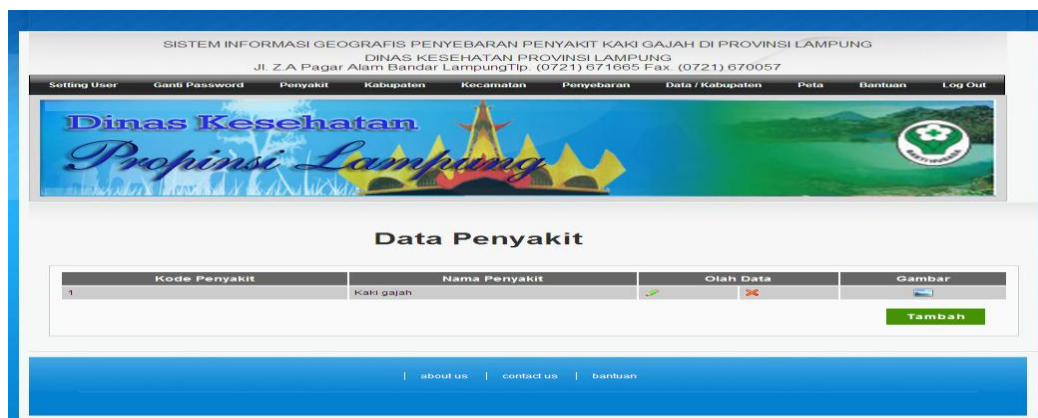 SISTEM INFORMASI GEOGRAFIS PENYEBARAN PENYAKIT KAKI GAJAH DI PROVINSI LAMPUNG
DINAS KESEHATAN PROVINSI LAMPUNG
Jl. Z.A Pagar Alam Bandar LampungTlp. (0721) 671665 Fax. (0721) 670057
Setting User Ganti Password Penyakit Kabupaten Kecamatan Penyebaran Data / Kabupaten Peta Bantuan Log Out
Dinas Kesehatan
Propinsi Lampung
Data Penyakit
Kode Penyakit Nama Penyakit Olah Data Gambar
1 Kaki gajah
Tambah
| about us | contact us | bantuan